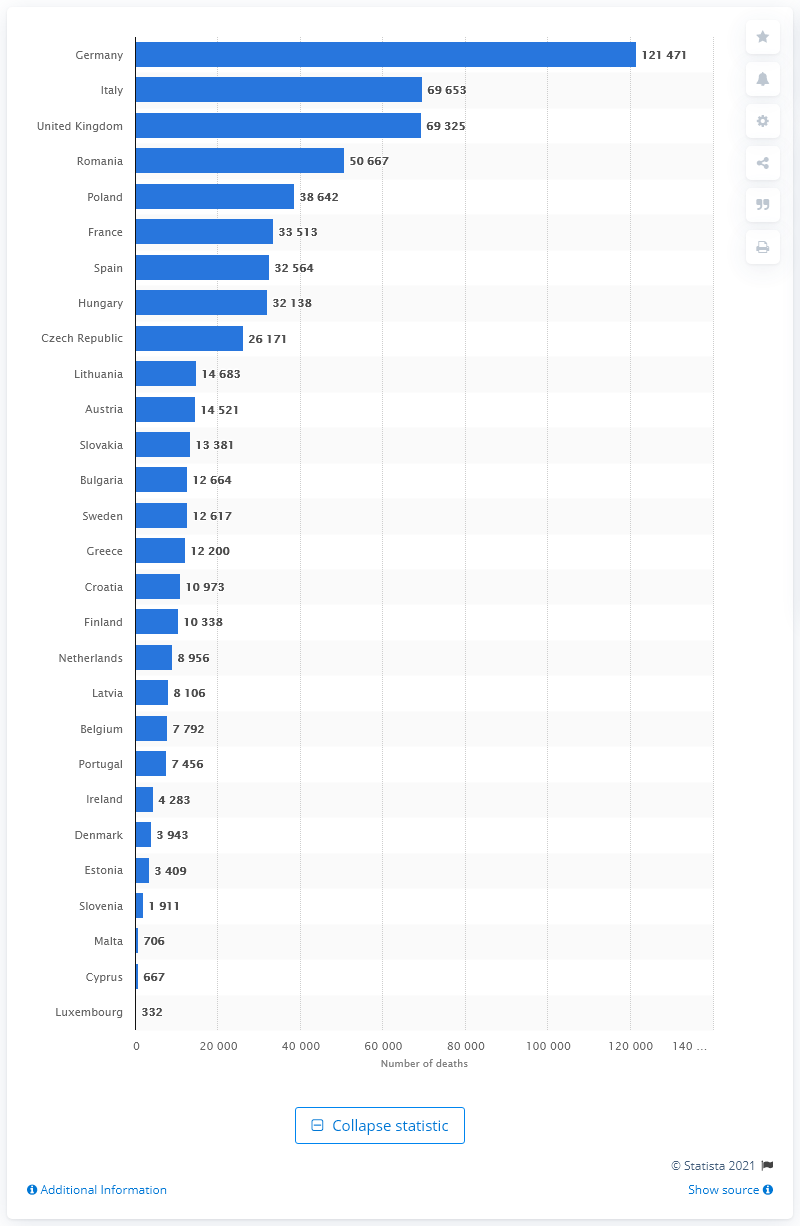 Germany 121 471
Italy 69 653
United Kingdom 69 325
Romania 50 667
Poland 38 642
France 33 513
Spain 32 564
Hungary 32 138
Czech Republic 26 171
Lithuania 14 683
Austria 14 521
Slovakia 13 381
Bulgaria 12 664
Sweden 12 617
Greece 12 200
Croatia 10 973
Finland 10 338
Netherlands 8 956
Latvia 8 106
Belgium 7 792
Portugal 7 456
Ireland 4 283
Denmark 3 943
Estonia 3 409
Slovenia 1 911
Malta 706
Cyprus 667
Luxembourg 332
0 20 000 40 000 60 000 80 000 100 000 120 000 140 ...
Number of deaths
Collapse statistic
© Statista 2021
Additional Information Show source